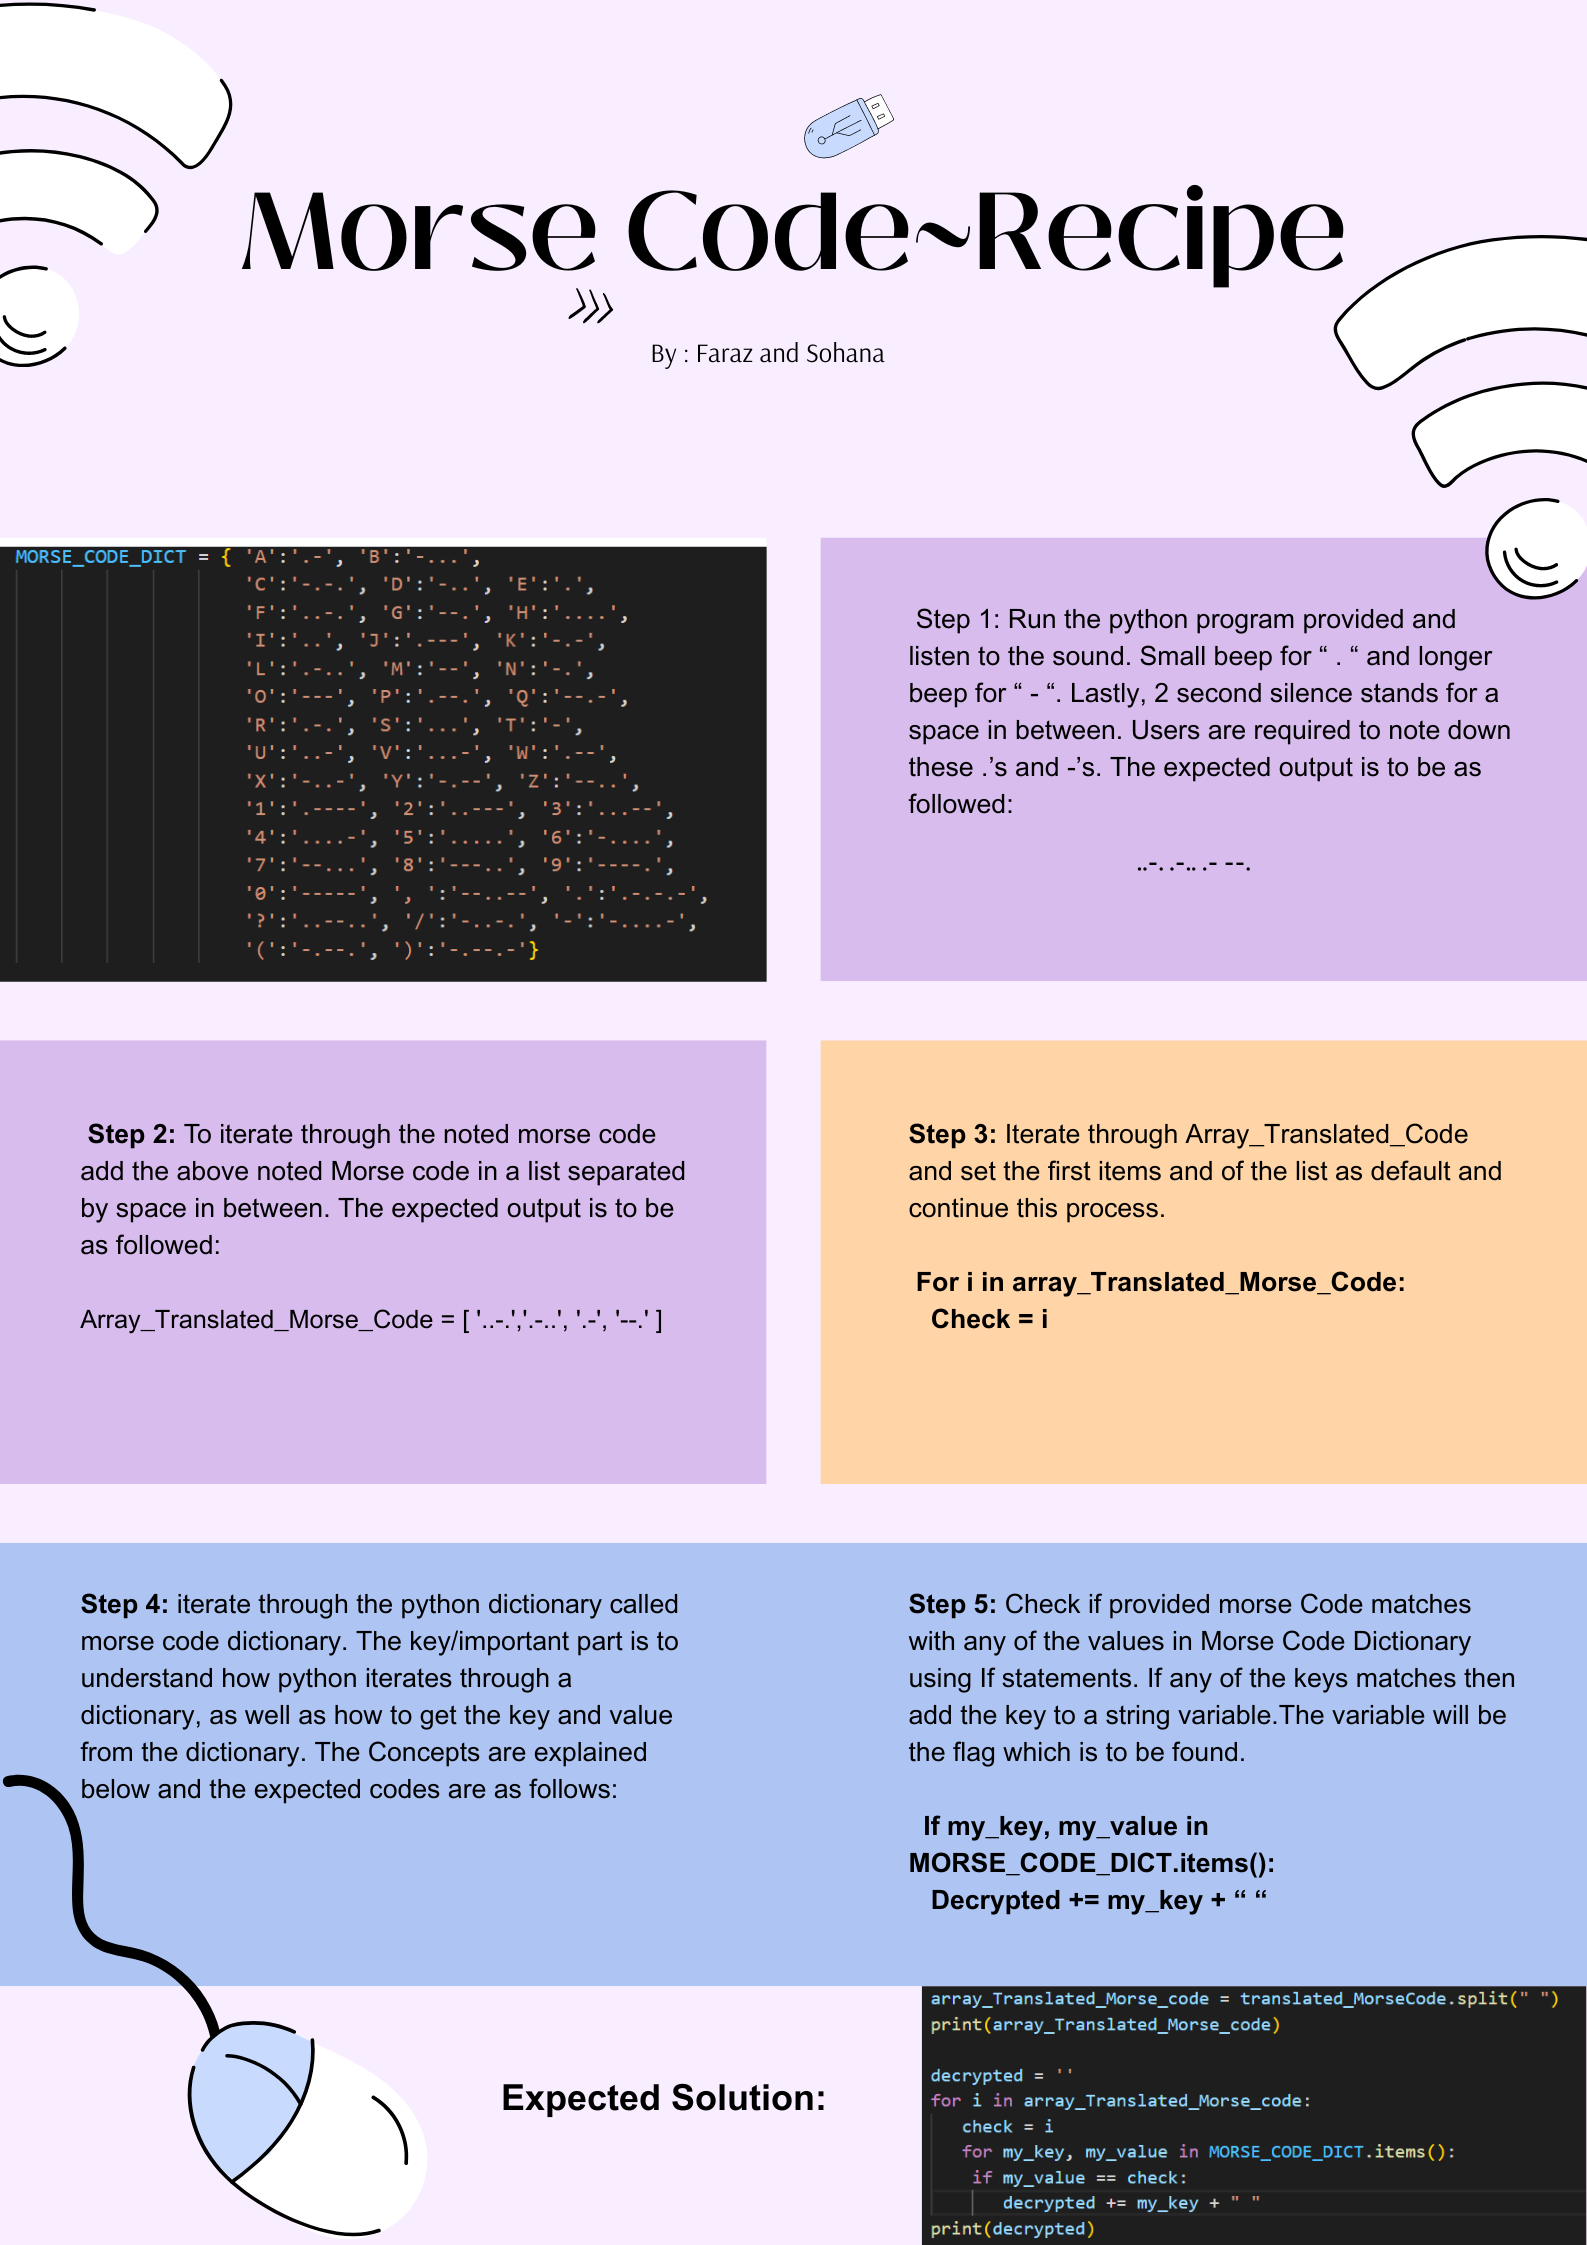 Morse Code~Recipe
By : Faraz and Sohana
MORSE_CODE_DICT = { 'A':'.-', 'B':'-...',
'C':'-.-.', 'D':'-..', 'E':'.',
'F':'..-.', 'G':'--.', 'H':'....',
'I':'..', 'J':'.---', 'K':'-.-',
'L':'.-..', 'M':'--', 'N':'-.',
'O':'---', 'P':'.--.', 'Q':'--.-',
'R':'.-.', 'S':'...', 'T':'-',
'U':'..-', 'V':'...-', 'W':'.--',
'X':'-..-', 'Y':'-.--', 'Z':'--..',
'1':'.----', '2':'..---', '3':'...--',
'4':'....-', '5':'.....', '6':'-....',
'7':'--...', '8':'---..', '9':'----.',
'0':'-----', ', ':'--..--', '.':'.-.-.-',
'?':'..--..', '/':'-..-.', '-':'-....-',
'(':'-.--.', ')':'-.--.-'}
Step 1: Run the python program provided and
listen to the sound. Small beep for “ . “ and longer
beep for “ - “. Lastly, 2 second silence stands for a
space in between. Users are required to note down
these .’s and -’s. The expected output is to be as
followed:
..-. .-.. .- --.
Step 2: To iterate through the noted morse code
add the above noted Morse code in a list separated
by space in between. The expected output is to be
as followed:
Array_Translated_Morse_Code = [ '..-.','.-..', '.-', '--.' ]
Step 3: Iterate through Array_Translated_Code
and set the first items and of the list as default and
continue this process.
For i in array_Translated_Morse_Code:
Check = i
Step 4: iterate through the python dictionary called
morse code dictionary. The key/important part is to
understand how python iterates through a
dictionary, as well as how to get the key and value
from the dictionary. The Concepts are explained
below and the expected codes are as follows:
Step 5: Check if provided morse Code matches
with any of the values in Morse Code Dictionary
using If statements. If any of the keys matches then
add the key to a string variable.The variable will be
the flag which is to be found.
If my_key, my_value in
MORSE_CODE_DICT.items():
Decrypted += my_key + “ “
Expected Solution:
array_Translated_Morse_code = translated_MorseCode.split(" ")
print(array_Translated_Morse_code)
decrypted = ''
for i in array_Translated_Morse_code:
check = i
for my_key, my_value in MORSE_CODE_DICT.items():
if my_value == check:
decrypted += my_key + " "
print(decrypted)